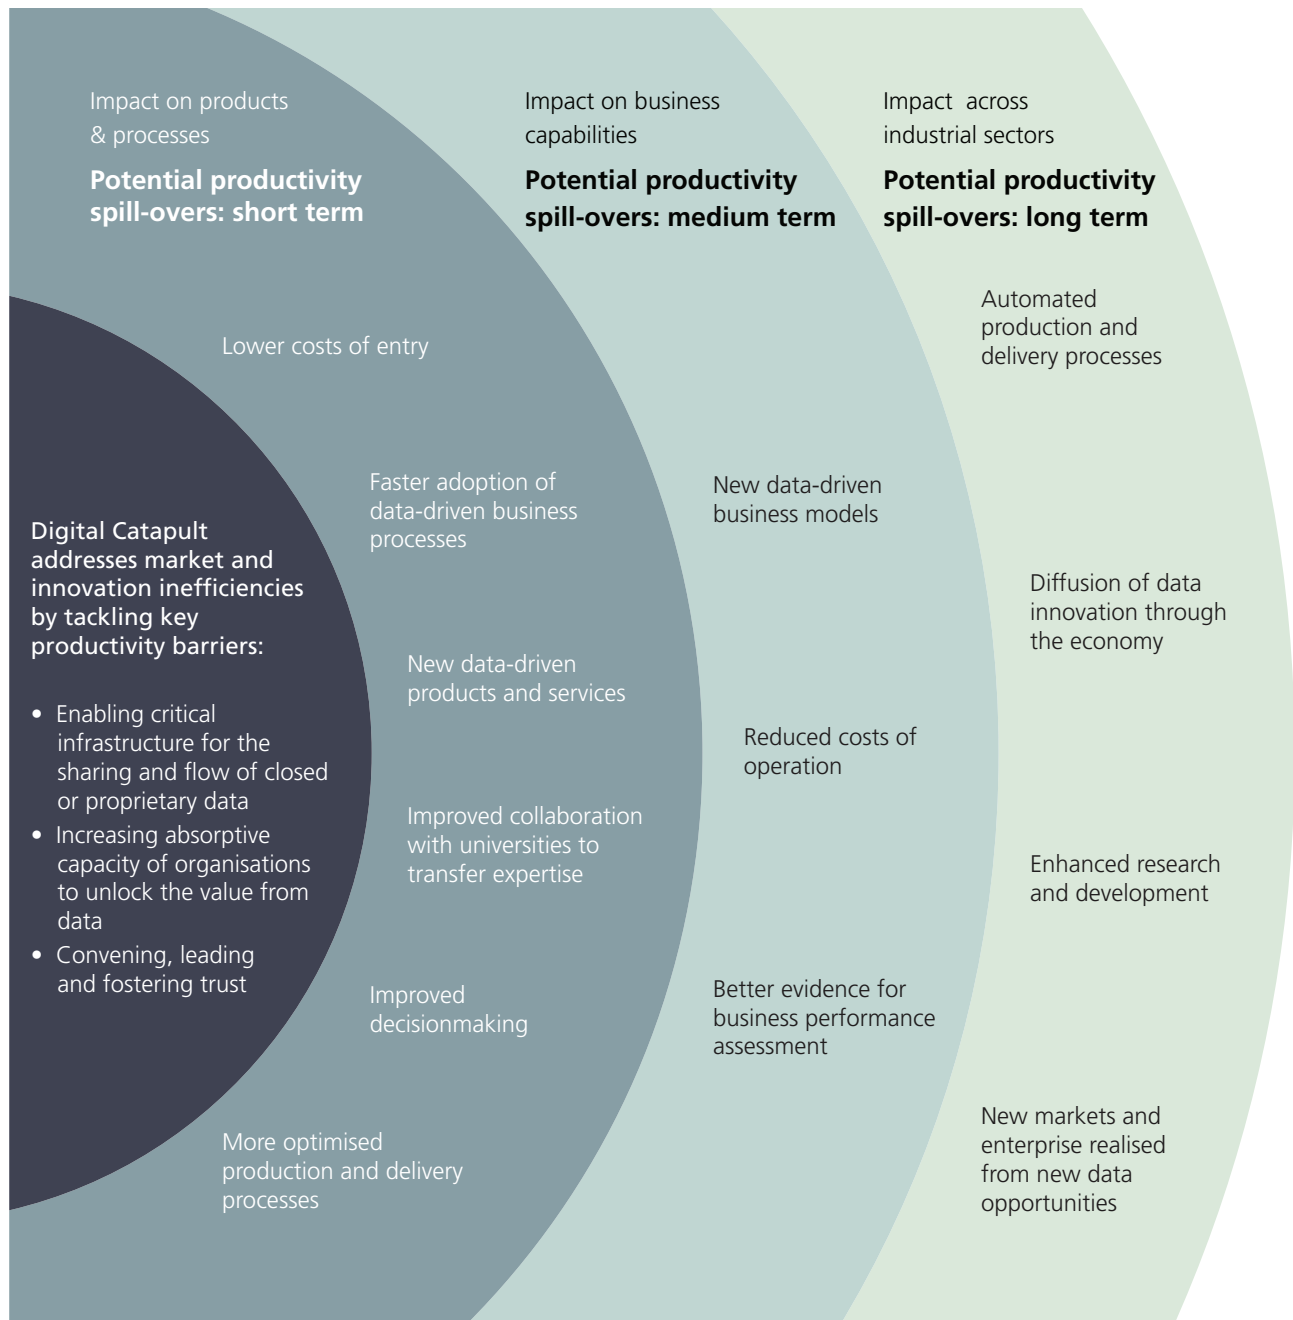 Impact on products
& processes
Potential productivity
spill-overs: short term
Impact on business
capabilities
Potential productivity
spill-overs: medium term
Impact  across
industrial sectors
Potential productivity
spill-overs: long term
Digital Catapult
addresses market and
innovation inefficiencies
by tackling key
productivity barriers:
• Enabling critical
infrastructure for the
sharing and flow of closed
or proprietary data
• Increasing absorptive
capacity of organisations
to unlock the value from
data
• Convening, leading
and fostering trust
Lower costs of entry
Faster adoption of
data-driven business
processes
New data-driven
products and services
Improved collaboration
with universities to
transfer expertise
Improved
decisionmaking
More optimised
production and delivery
processes
New data-driven
business models
Reduced costs of
operation
Better evidence for
business performance
assessment
Automated
production and
delivery processes
Diffusion of data
innovation through
the economy
Enhanced research
and development
New markets and
enterprise realised
from new data
opportunities